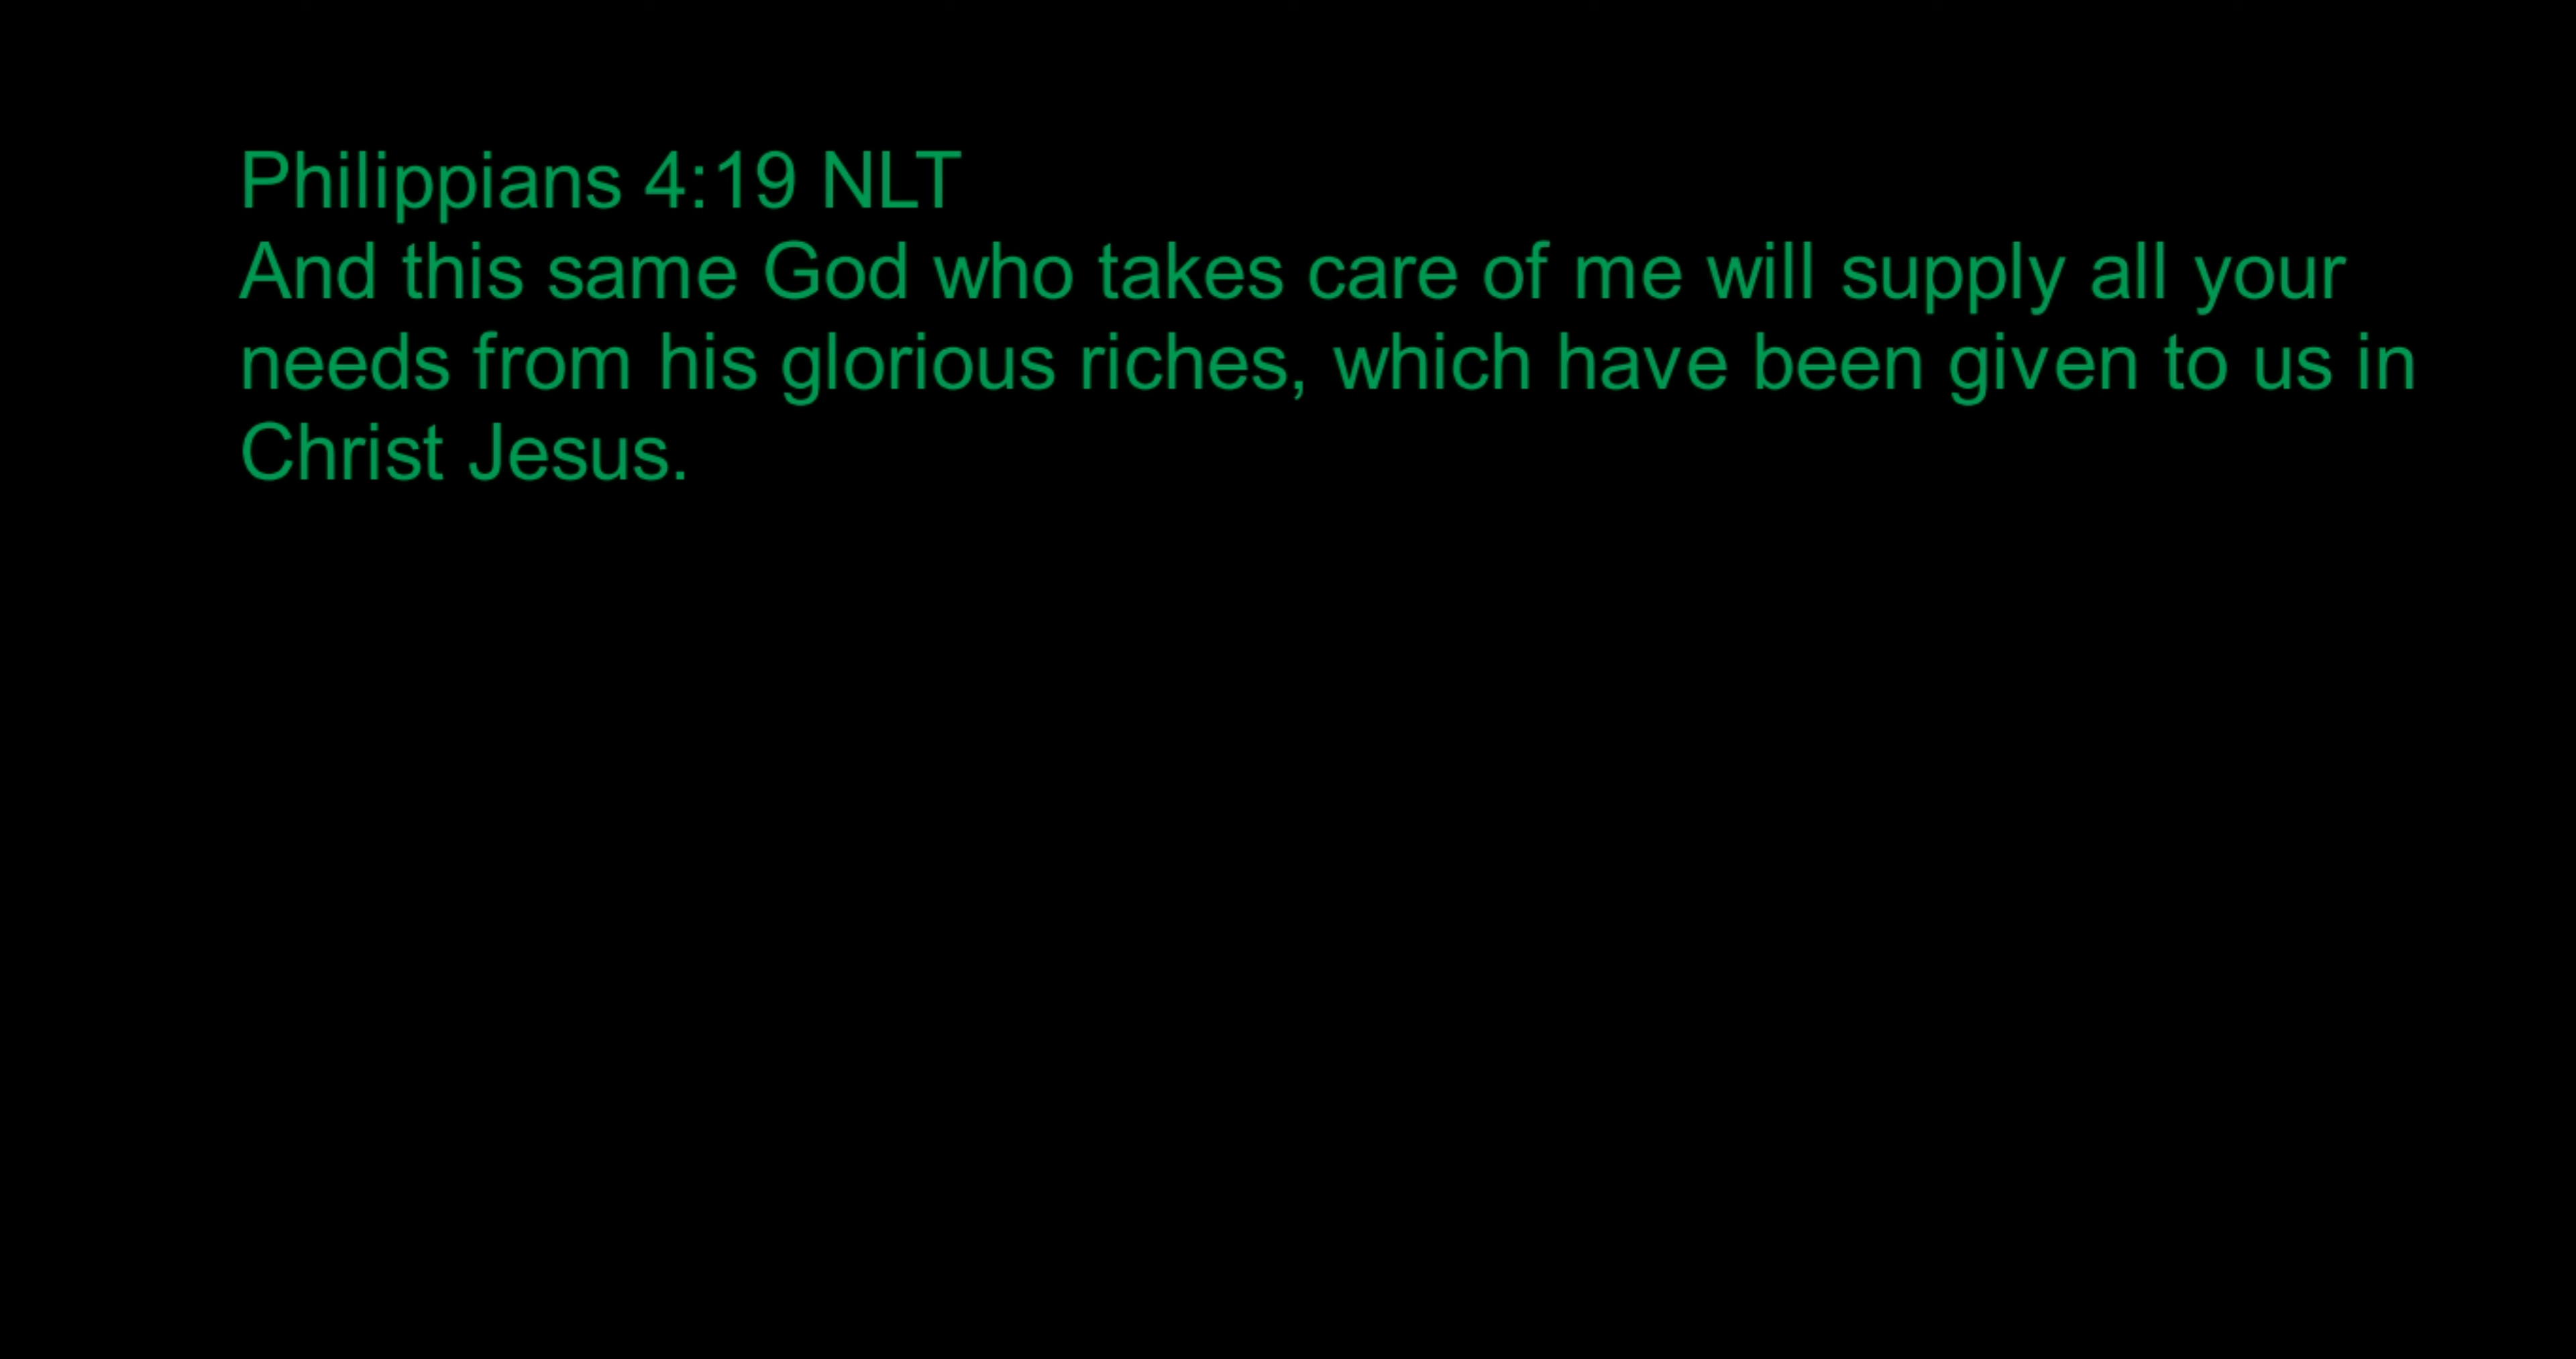 Philippians 4:19 NLT
And this same God who takes care of me will supply all your
needs from his glorious riches, which have been given to us in
Christ Jesus.